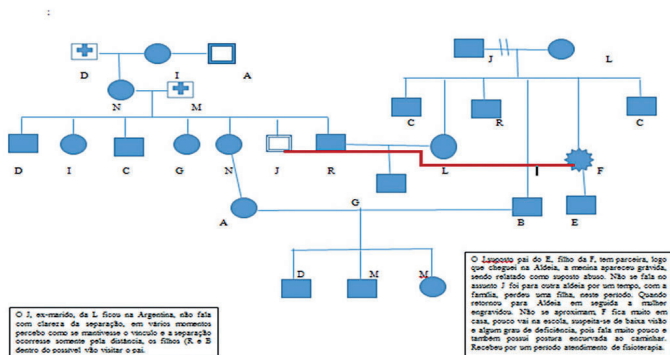 :
J L
D I A
N M
C R C
D I C G N J R L I F
A G B E
D M M
O J, ex-marido, da L ficou na Argentina, não fala
com clareza da separação, em vários momentos
percebo como se mantivesse o vínculo e a separação
ocorresse somente pela distância, os filhos (R e B
dentro do possível vão visitar o pai.
O I,suposto pai do E, filho da F, tem parceira, logo
que cheguei na Aldeia, a menina apareceu grávida,
sendo relatado como suposto abuso. Não se fala no
assunto J foi para outra aldeia por um tempo, com a
família, perdeu uma filha, neste período. Quando
retornou para Aldeia em seguida a mulher
engravidou. Não se aproximam, F fica muito em
casa, pouco vai na escola, suspeita-se de baixa visão
e algum grau de deficiência, pois fala muito pouco e
também possui postura encurvada ao caminhar.
Recebeu por um período atendimento de fisioterapia.